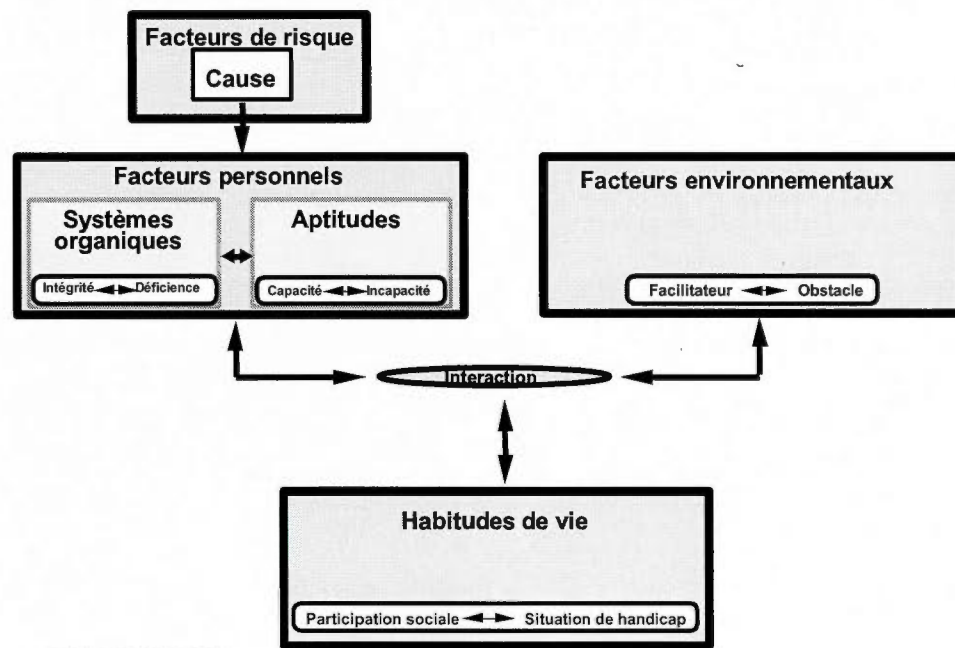 Facteurs de risque
Cause
Facteurs personnels
Systèmes
organiques
Intégrité Déficience
Aptitudes
Capacité Incapacité
Facteurs environnementaux
Facilitateur Obstacle
Interaction
Habitudes de vie
Participation sociale Situation de handicap